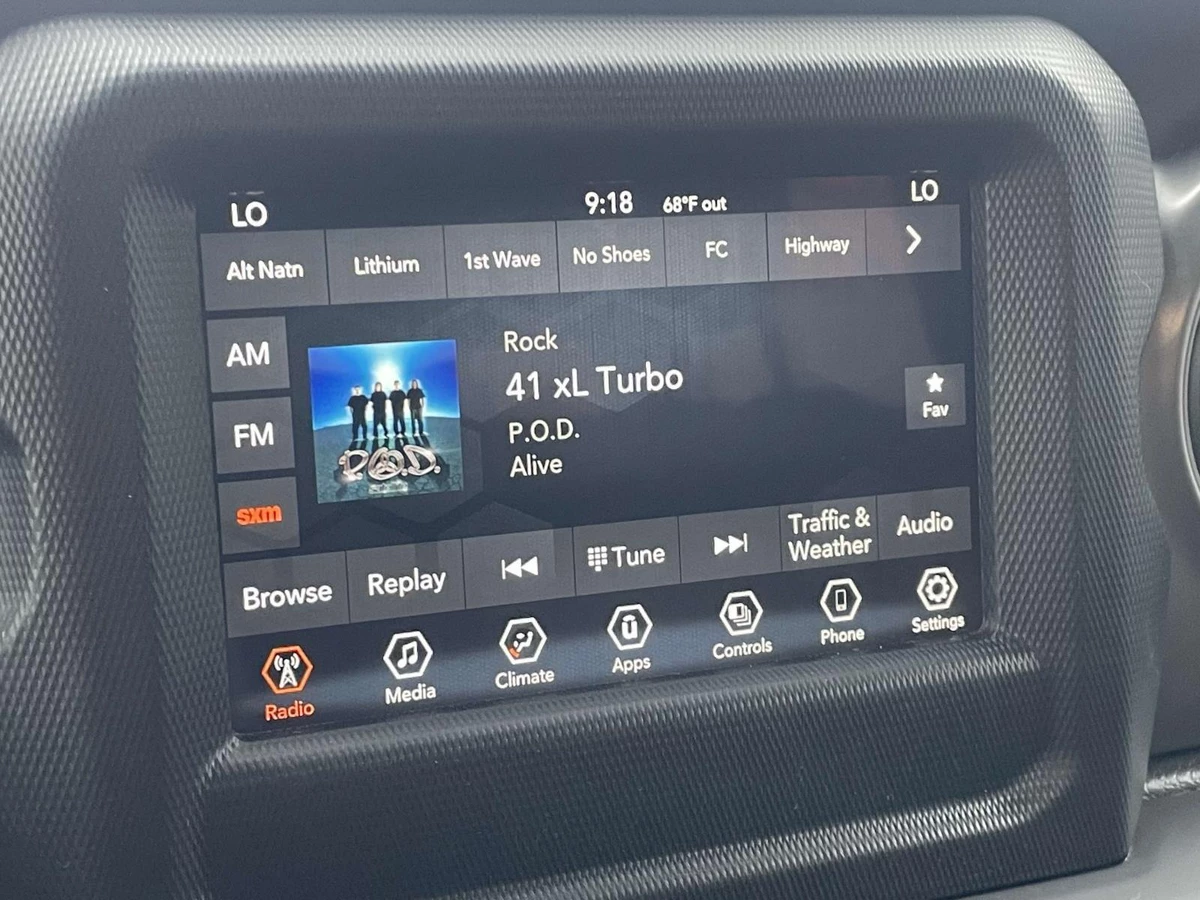 LO
9:18
68°F out
LO
Alt Natn
Lithium
1st Wave
No Shoes
FC
Highway
AM
FM
sxm
P.O.D.
Rock
41 xL Turbo
P.O.D.
Alive
Fav
Browse
Replay
Tune
Traffic &
Weather
Audio
Radio
Media
Climate
Apps
Controls
Phone
Settings